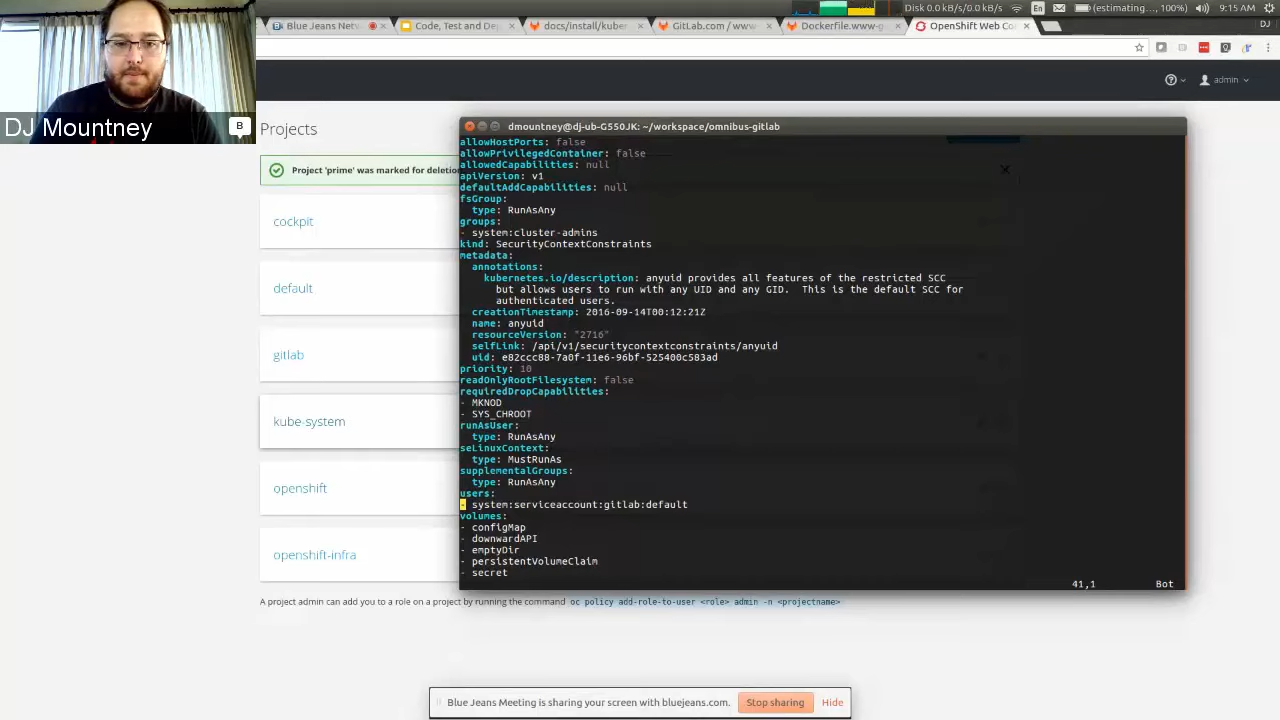 Disk 0.0kB/s 0.0kB/s
En
(estimating..., 100%)
9:15 AM
Blue Jeans Netw
Code, Test and De
docs/install/kuber
GitLab.com / www
Dockerfile.www-g
OpenShift Web Co
DJ
admin
Projects
Project 'prime' was marked for deletio
cockpit
default
gitlab
kube-system
openshift
openshift-infra
A project admin can add you to a role on a project by running the command oc policy add-role-to-user <role> admin -n <projectname>
DJ Mountney
B
dmountney@dj-ub-G550JK: ~/workspace/omnibus-gitlab
allowHostPorts: false
allowPrivilegedContainer: false
allowedCapabilities: null
apiVersion: v1
defaultAddCapabilities: null
fsGroup:
type: RunAsAny
groups:
- system:cluster-admins
kind: SecurityContextConstraints
metadata:
annotations:
kubernetes.io/description: anyuid provides all features of the restricted SCC
but allows users to run with any UID and any GID. This is the default SCC for
authenticated users.
creationTimestamp: 2016-09-14T00:12:21Z
name: anyuid
resourceVersion: "2716"
selfLink: /api/v1/securitycontextconstraints/anyuid
uid: e82ccc88-7a0f-11e6-96bf-525400c583ad
priority: 10
readOnlyRootFilesystem: false
requiredDropCapabilities:
- MKNOD
- SYS_CHROOT
runAsUser:
type: RunAsAny
seLinuxContext:
type: MustRunAs
supplementalGroups:
type: RunAsAny
users:
- system:serviceaccount:gitlab:default
volumes:
- configMap
- downwardAPI
- emptyDir
- persistentVolumeClaim
- secret
41,1
Bot
Blue Jeans Meeting is sharing your screen with bluejeans.com.
Stop sharing
Hide